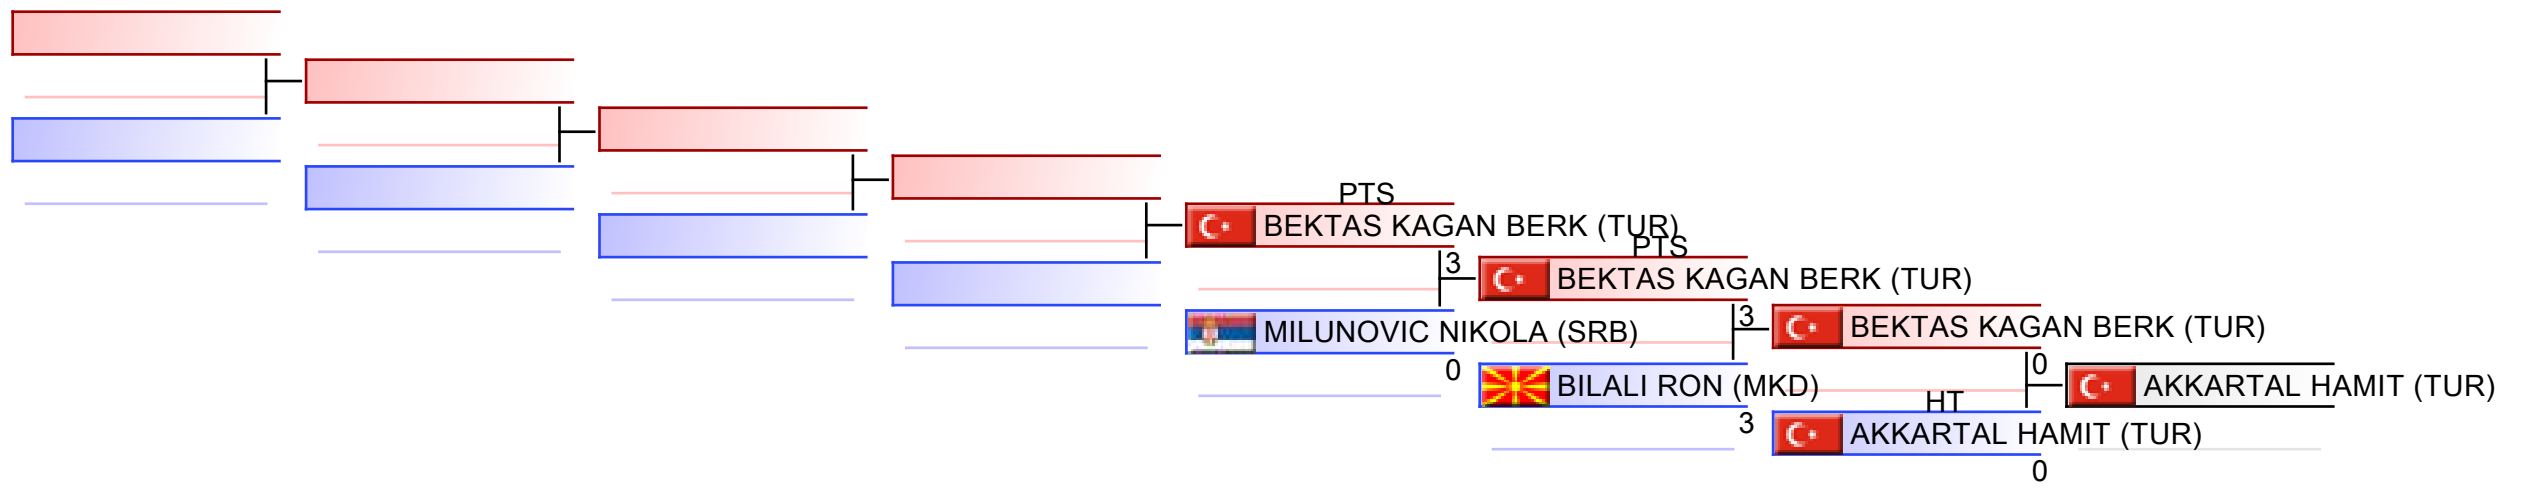 PTS
BEKTAS KAGAN BERK (TUR)
3
MILUNOVIC NIKOLA (SRB)
0
PTS
BEKTAS KAGAN BERK (TUR)
3
BILALI RON (MKD)
3
BEKTAS KAGAN BERK (TUR)
0
HT
AKKARTAL HAMIT (TUR)
0
AKKARTAL HAMIT (TUR)